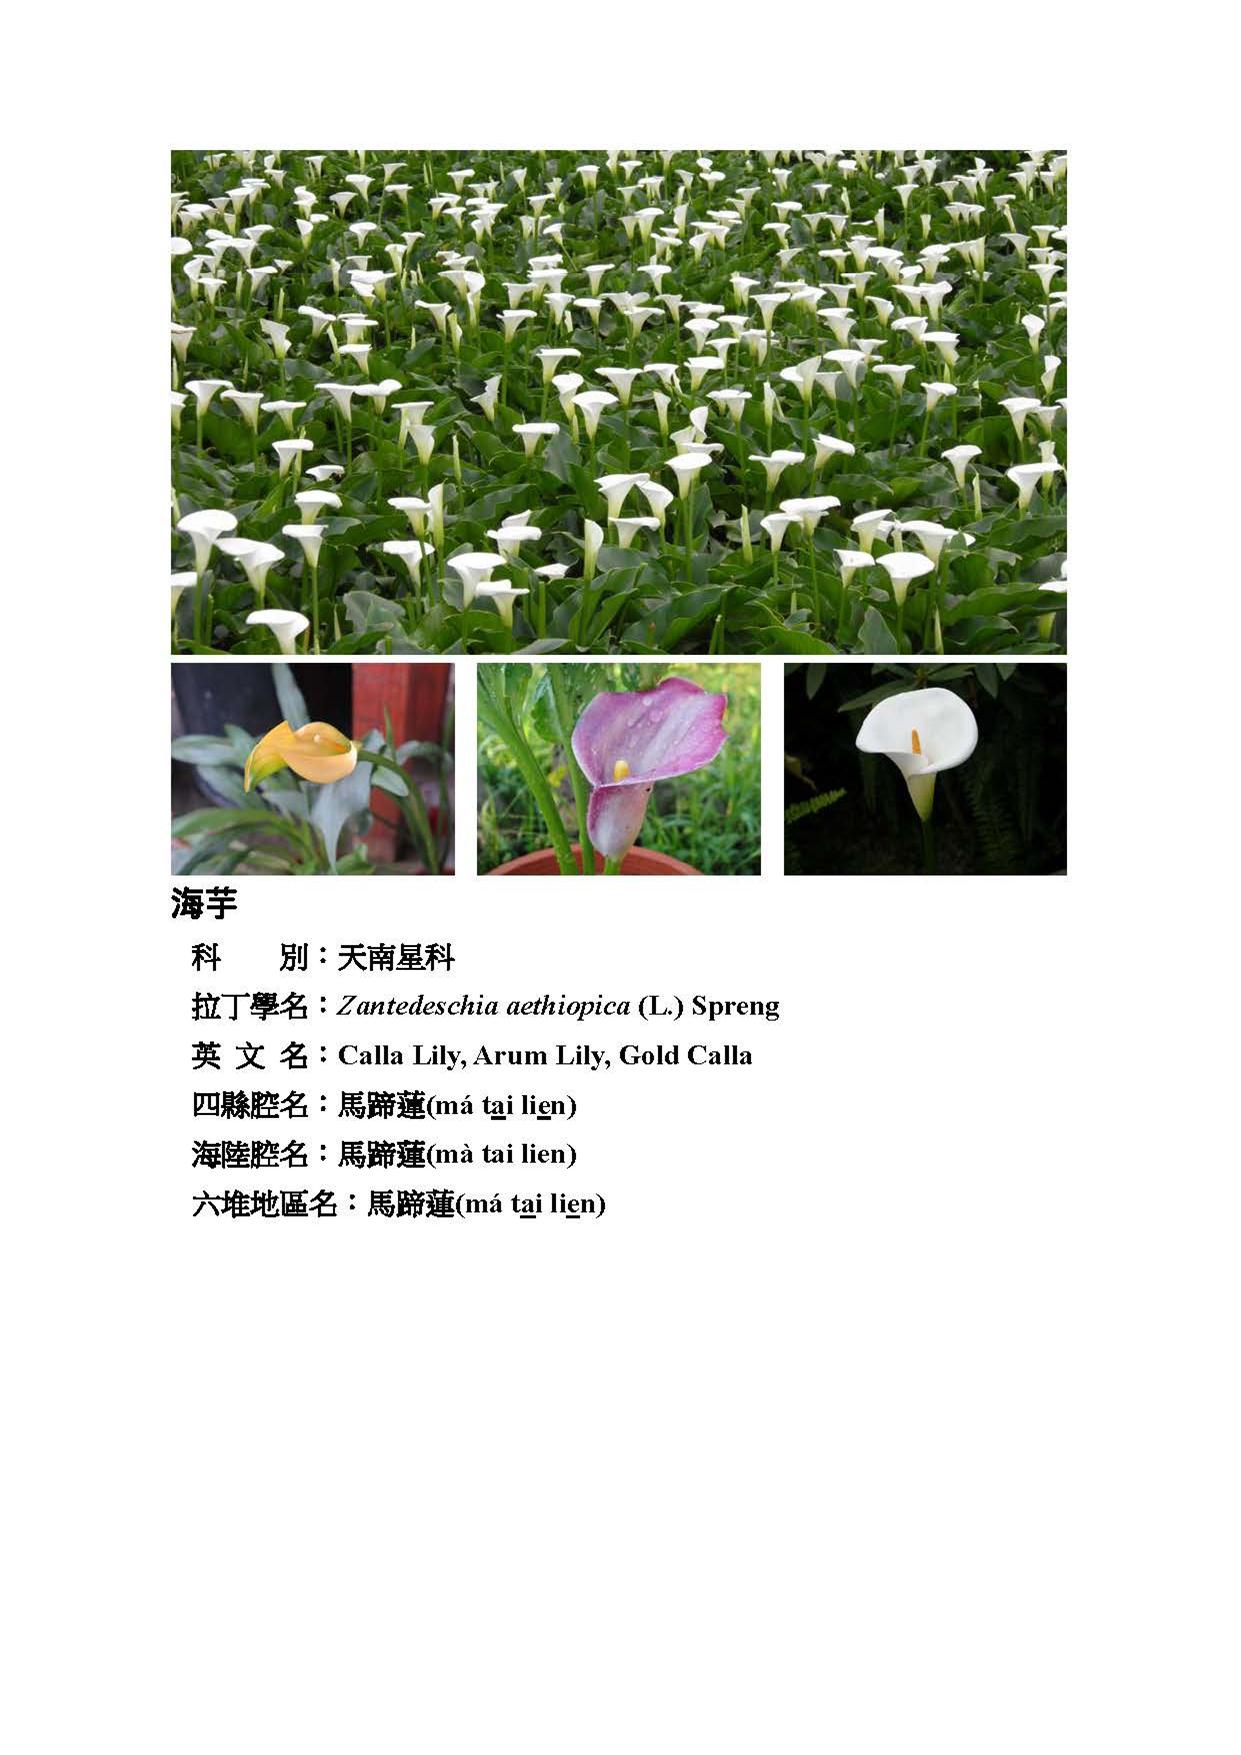 海芋
科　　別：天南星科
拉丁學名：Zantedeschia aethiopica (L.) Spreng
英 文 名：Calla Lily, Arum Lily, Gold Calla
四縣腔名：馬蹄蓮(má ta̲i lie̲n)
海陸腔名：馬蹄蓮(mà tai lien)
六堆地區名：馬蹄蓮(má ta̲i lie̲n)